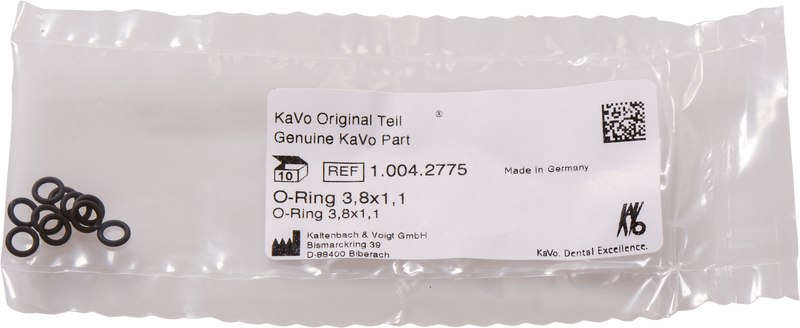 KaVo Original Teil ®
Genuine KaVo Part
10 REF 1.004.2775 Made in Germany
O-Ring 3,8x1,1
O-Ring 3,8x1,1
Kaltenbach & Voigt GmbH
Bismarckring 39
D-88400 Biberach
KaVo
KaVo. Dental Excellence.